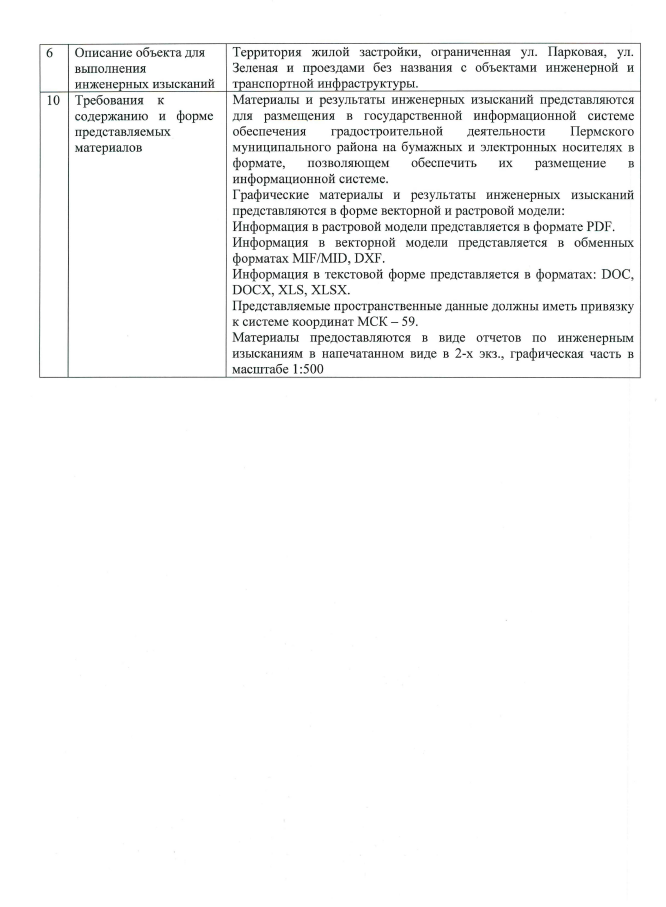 6 Описание объекта для выполнения инженерных изысканий
Территория жилой застройки, ограниченная ул. Парковая, ул.
Зеленая и проездами без названия с объектами инженерной и
транспортной инфраструктуры.
10 Требования к содержанию и форме представляемых материалов
Материалы и результаты инженерных изысканий представляются
для размещения в государственной информационной системе
обеспечения градостроительной деятельности Пермского
муниципального района на бумажных и электронных носителях в
формате, позволяющем обеспечить их размещение в
информационной системе.
Графические материалы и результаты инженерных изысканий
представляются в форме векторной и растровой модели:
Информация в растровой модели представляется в формате PDF.
Информация в векторной модели представляется в обменных
форматах MIF/MID, DXF.
Информация в текстовой форме представляется в форматах: DOC,
DOCX, XLS, XLSX.
Представляемые пространственные данные должны иметь привязку
к системе координат МСК – 59.
Материалы предоставляются в виде отчетов по инженерным
изысканиям в напечатанном виде в 2-х экз., графическая часть в
масштабе 1:500